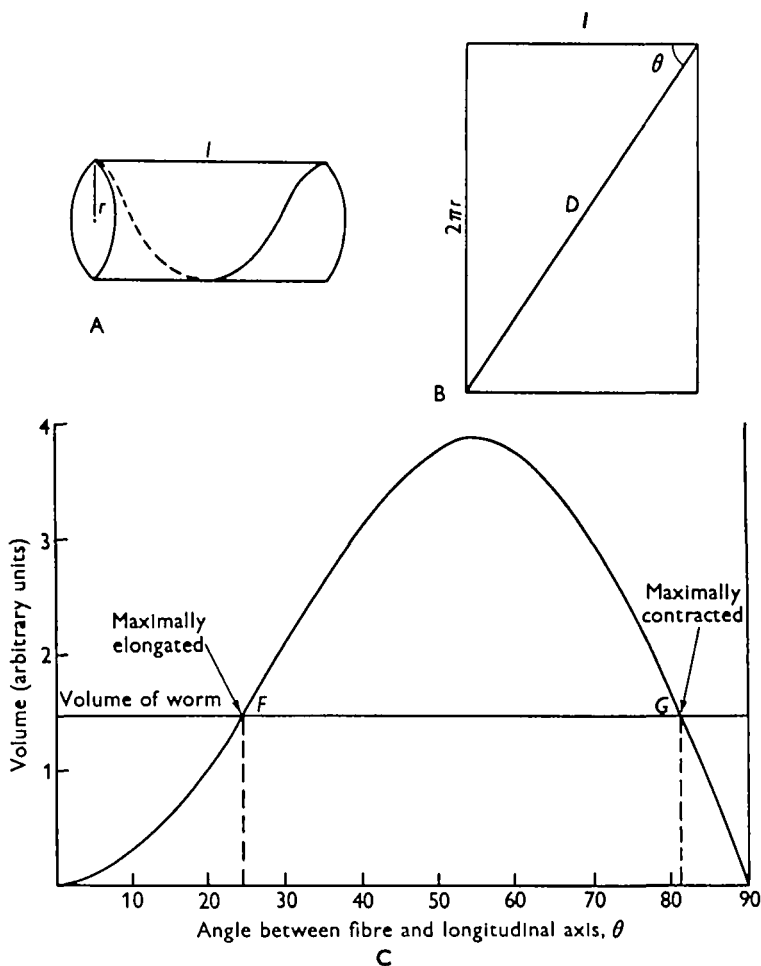 l
θ
l
r
2πr
D
A
B
4
3
2
1
Volume (arbitrary units)
Maximally
elongated
Maximally
contracted
Volume of worm
F
G
10 20 30 40 50 60 70 80 90
Angle between fibre and longitudinal axis, θ
C